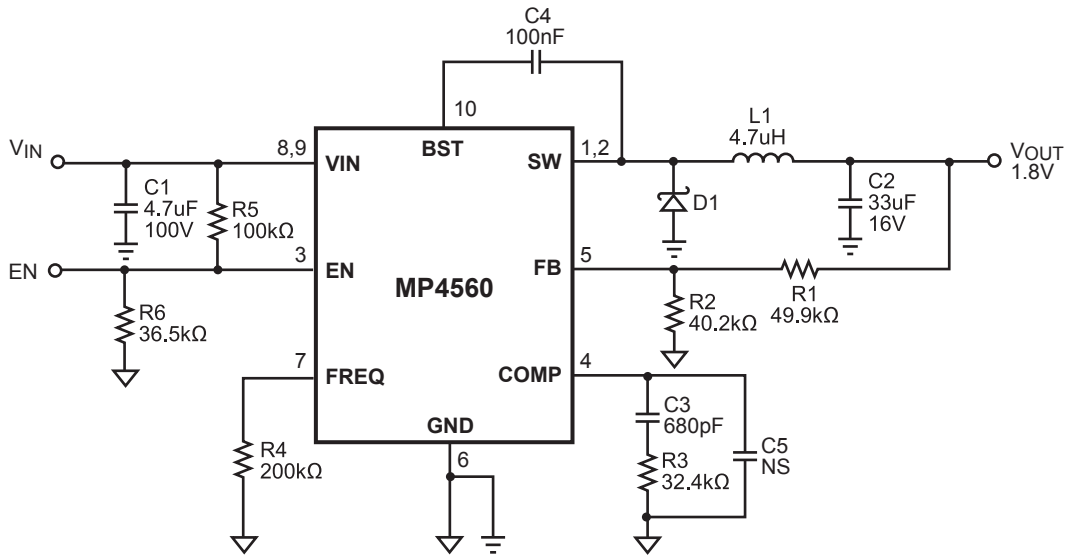 C4
100nF
10
L1
4.7uH
VIN
8,9
VIN
BST
SW
1,2
VOUT
1.8V
C1
4.7uF
100V
R5
100kΩ
D1
C2
33uF
16V
EN
3
EN
MP4560
FB
5
R6
36.5kΩ
R2
40.2kΩ
R1
49.9kΩ
7
FREQ
COMP
4
GND
6
R4
200kΩ
C3
680pF
R3
32.4kΩ
C5
NS